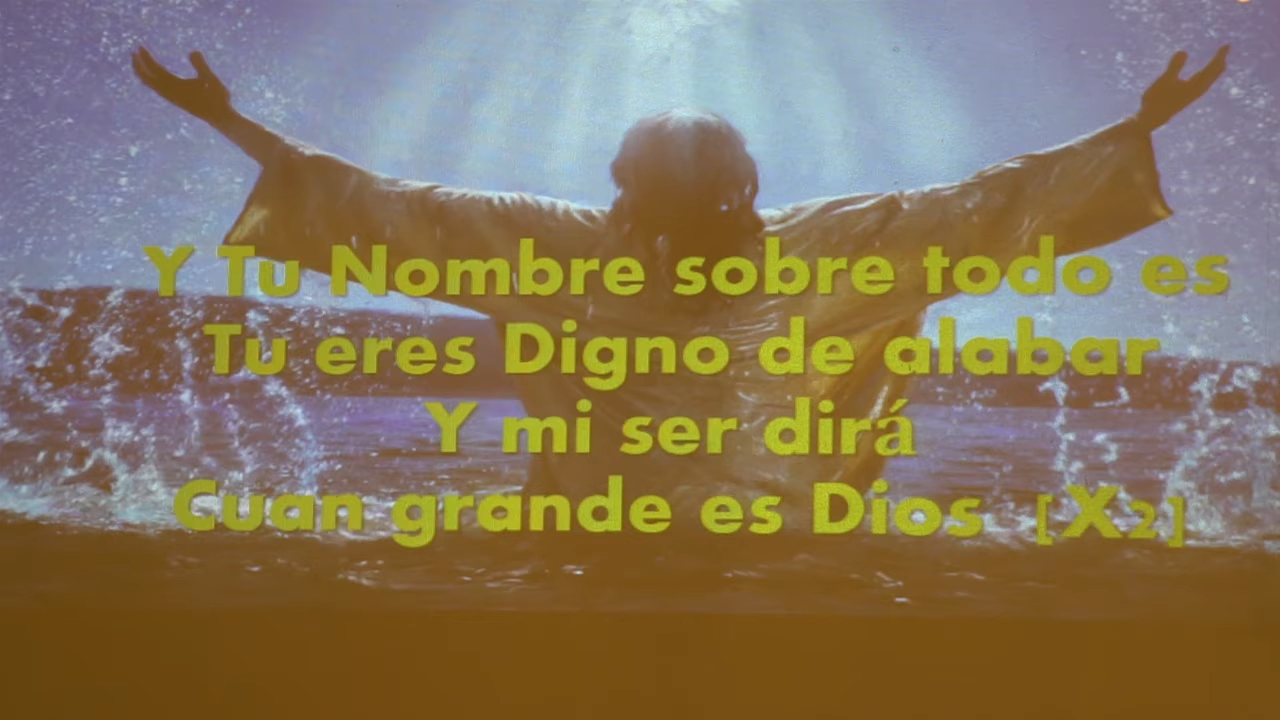 Y Tu Nombre sobre todo es
Tu eres Digno de alabar
Y mi ser dirá
Cuan grande es Dios [X2]